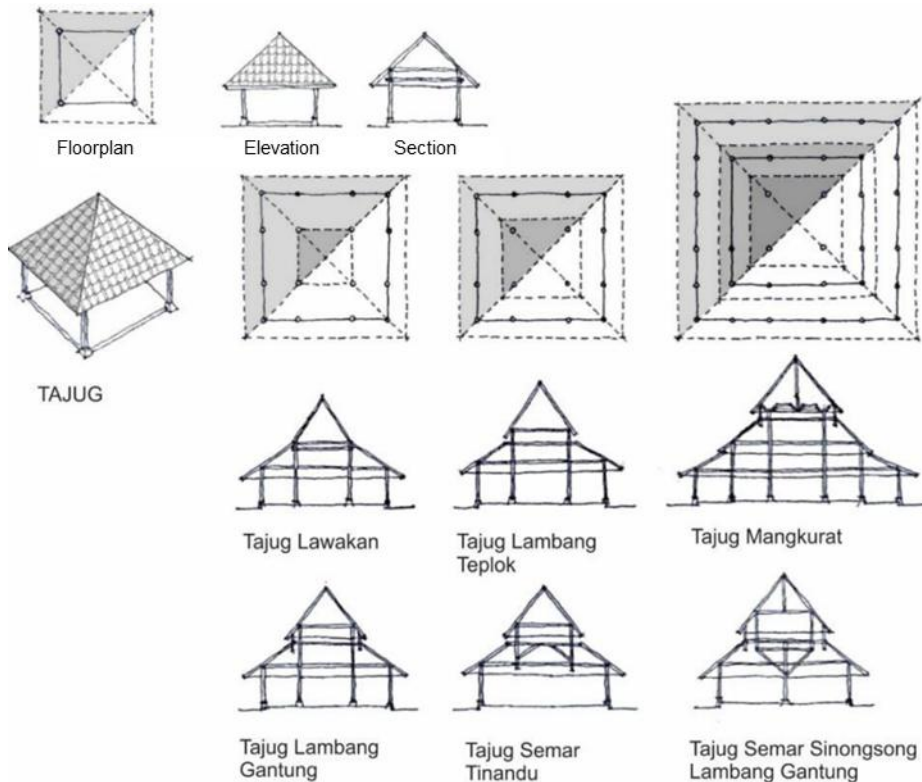 Floorplan
Elevation
Section
TAJUG
Tajug Lawakan
Tajug Lambang
Teplok
Tajug Mangkurat
Tajug Lambang
Gantung
Tajug Semar
Tinandu
Tajug Semar Sinongsong
Lambang Gantung